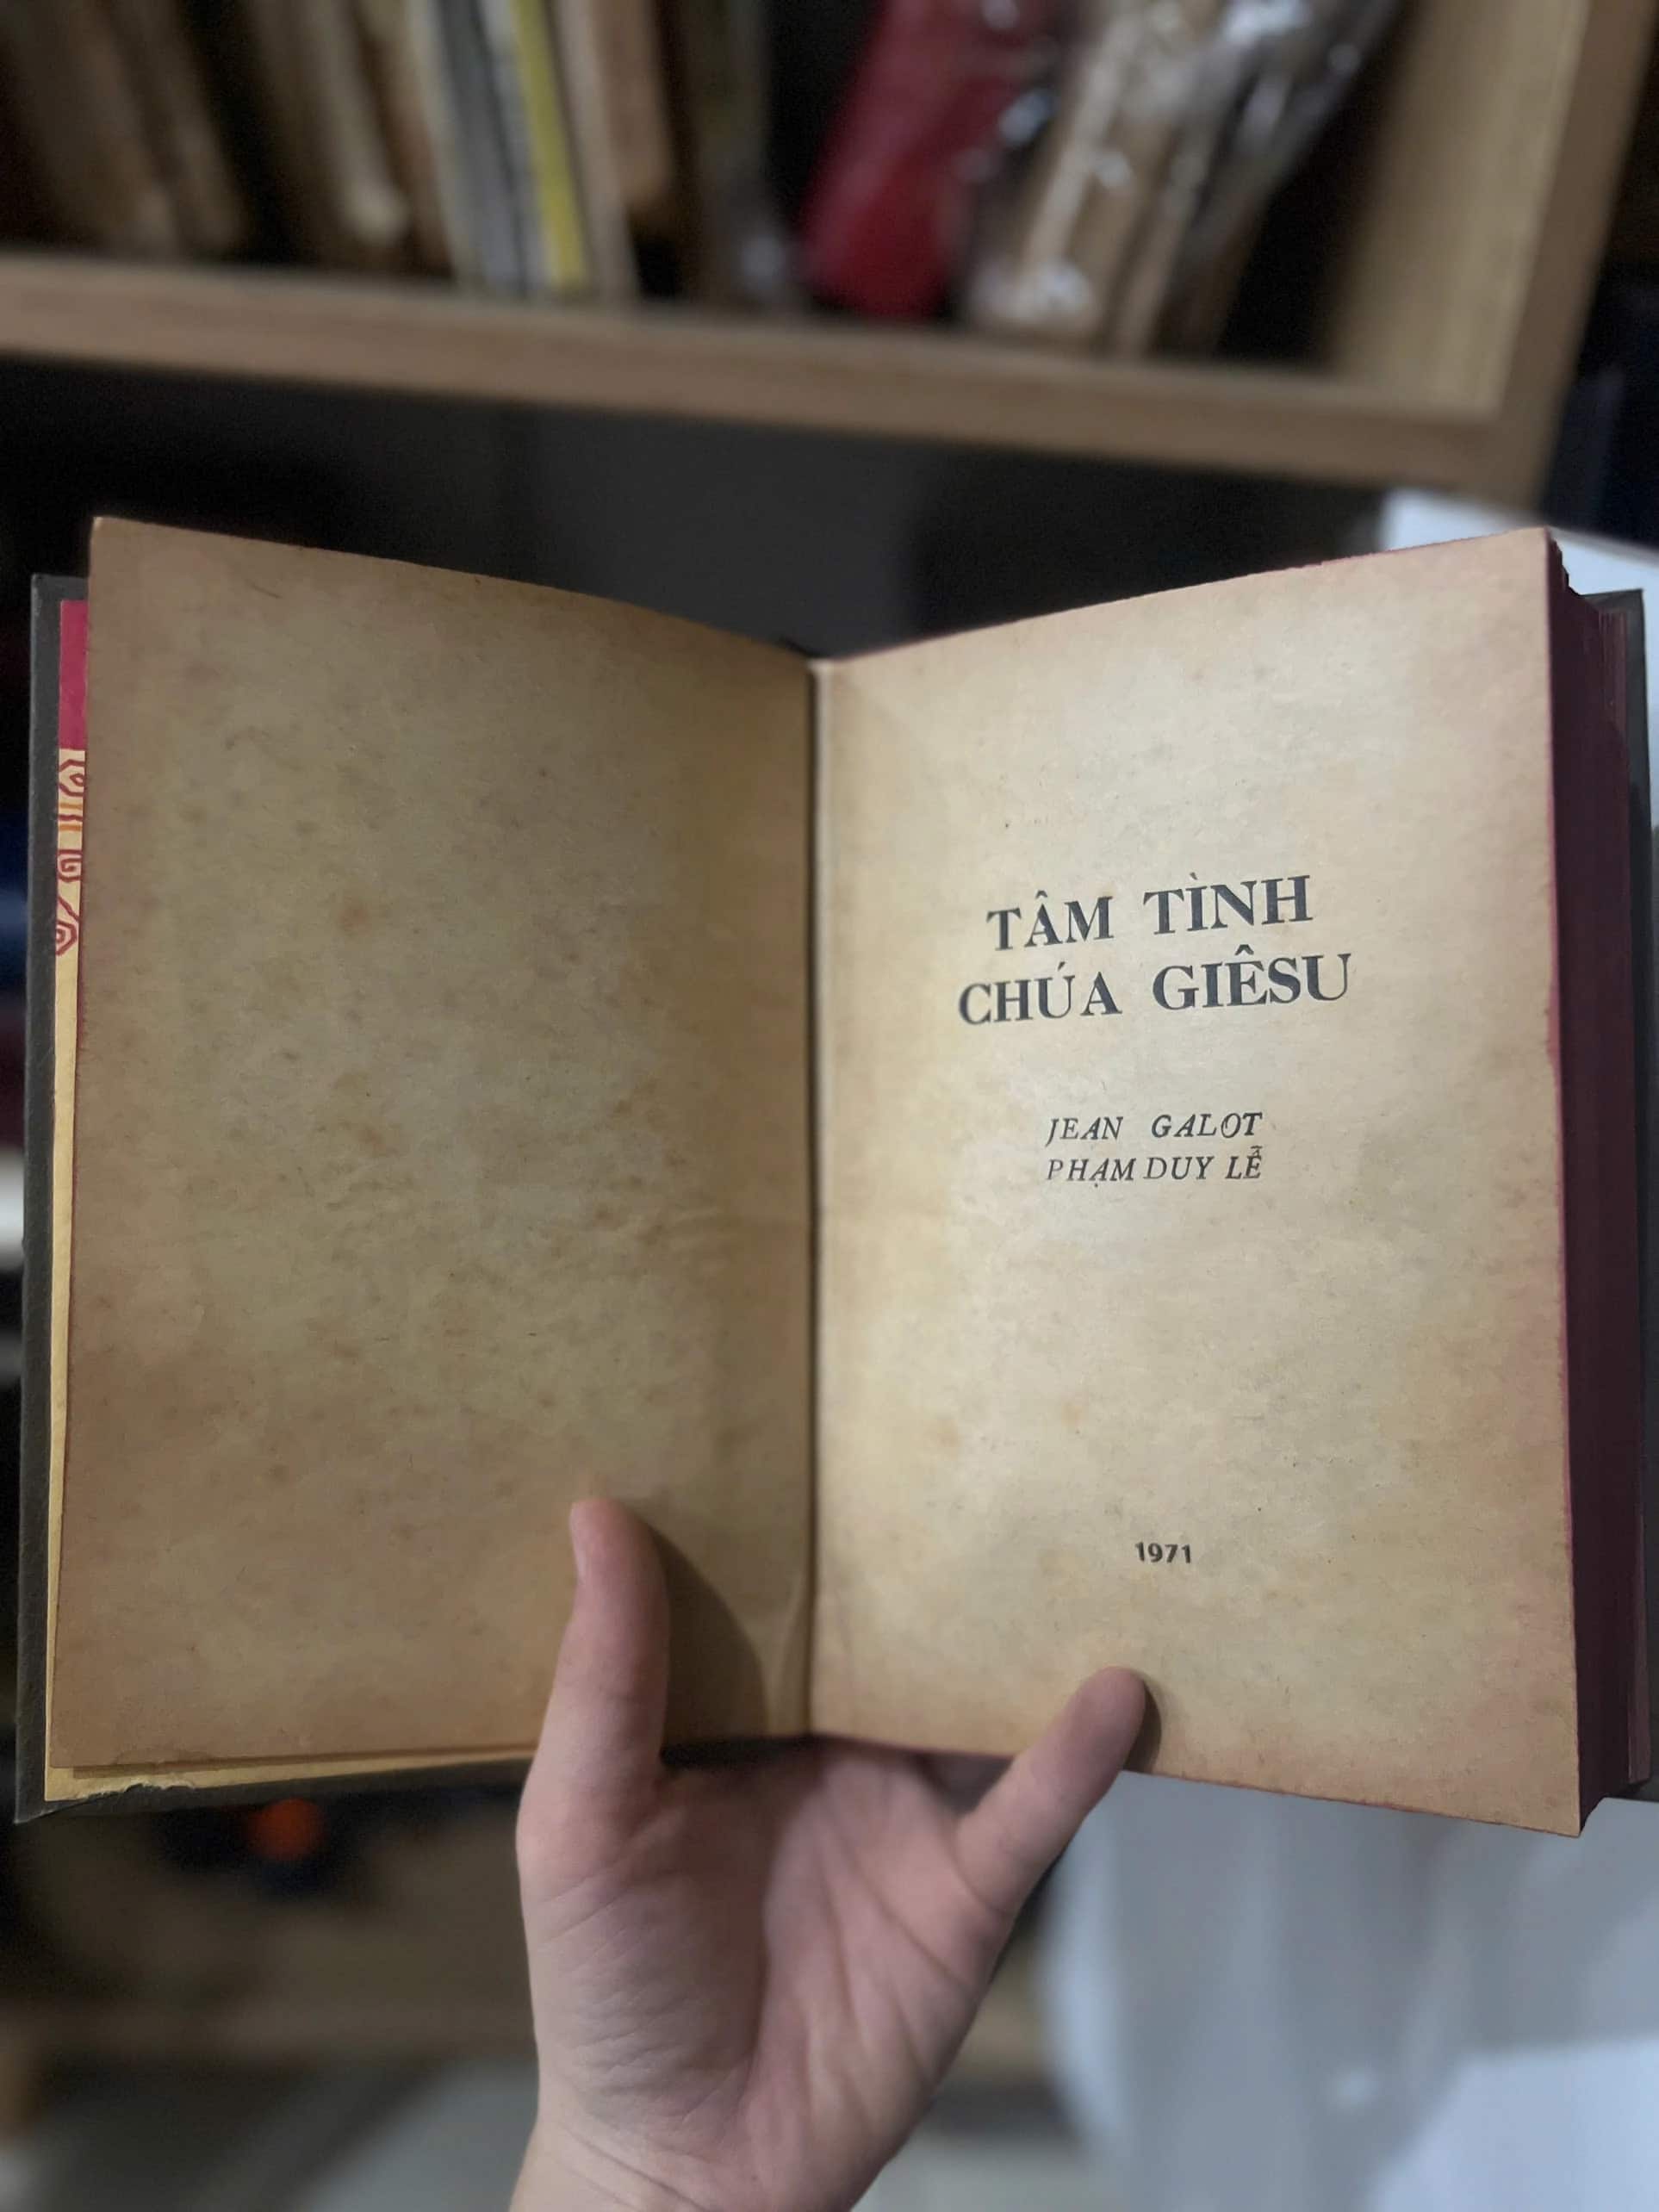 TÂM TÌNH
CHÚA GIÊSU
JEAN GALOT
PHẠM DUY LỄ
1971